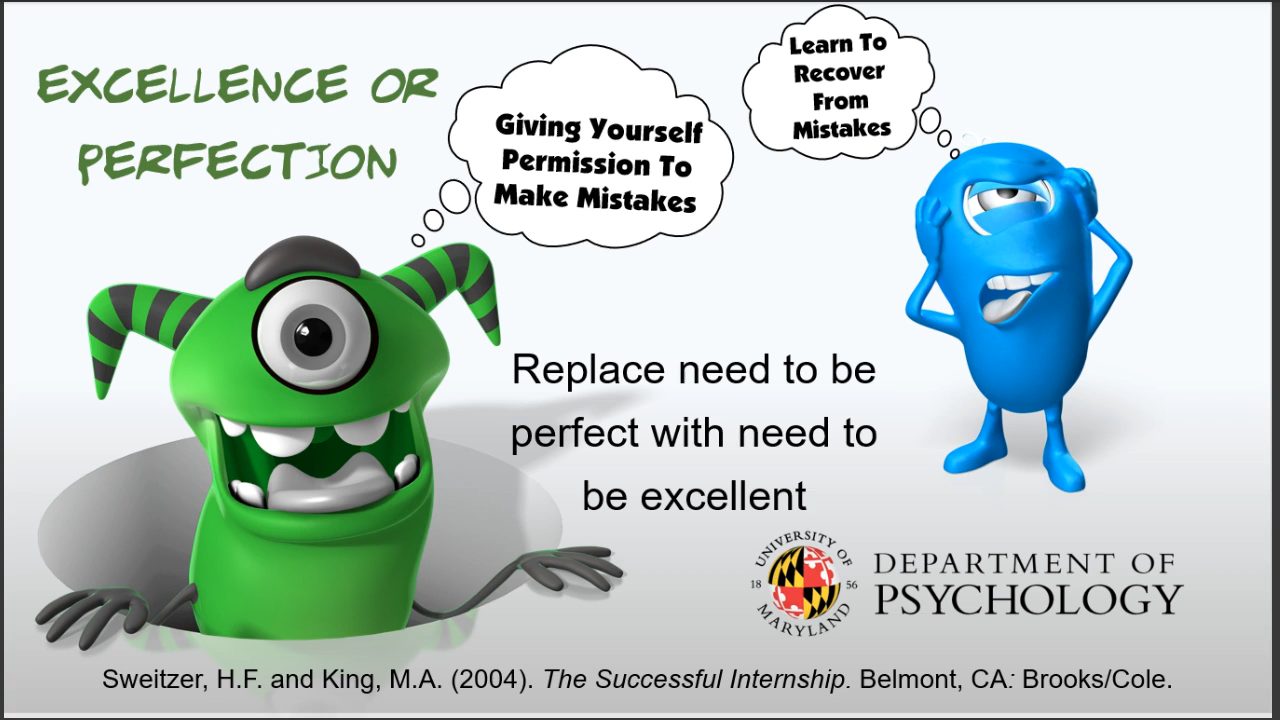 EXCELLENCE OR
PERFECTION
Giving Yourself
Permission To
Make Mistakes
Learn To
Recover
From
Mistakes
Replace need to be
perfect with need to
be excellent
UNIVERSITY OF
18 56
MARYLAND
DEPARTMENT OF
PSYCHOLOGY
Sweitzer, H.F. and King, M.A. (2004). The Successful Internship. Belmont, CA: Brooks/Cole.